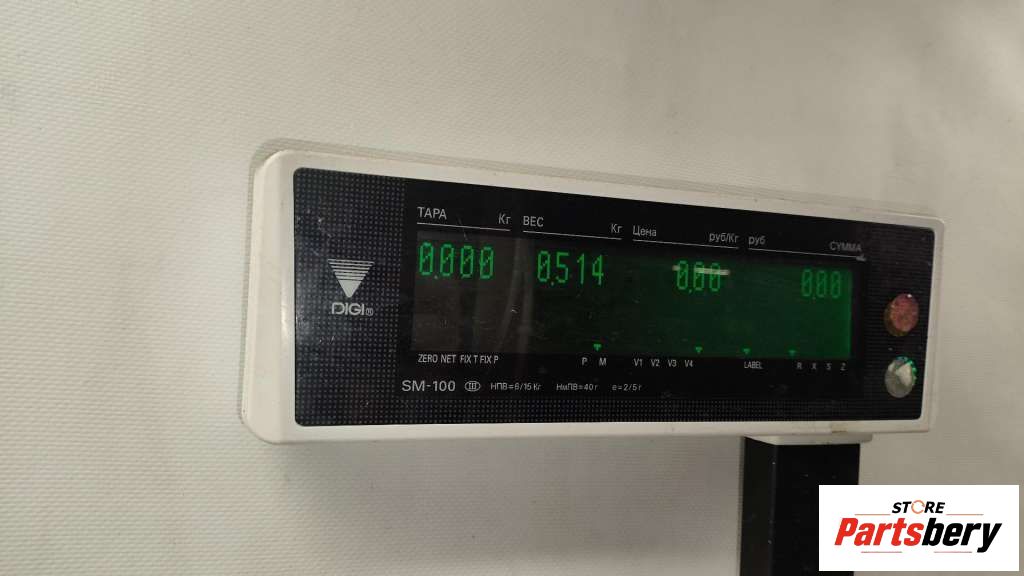 ТАРА Кг ВЕС Кг Цена руб/Кг руб СУММА
0.000 0.514 0.00 0.00
DIGI®
ZERO NET FIX T FIX P P M V1 V2 V3 V4 LABEL R X S Z
SM-100 III НПВ=6/15 Кг НмПВ=40 г е=2/5 г
STORE
Partsbery